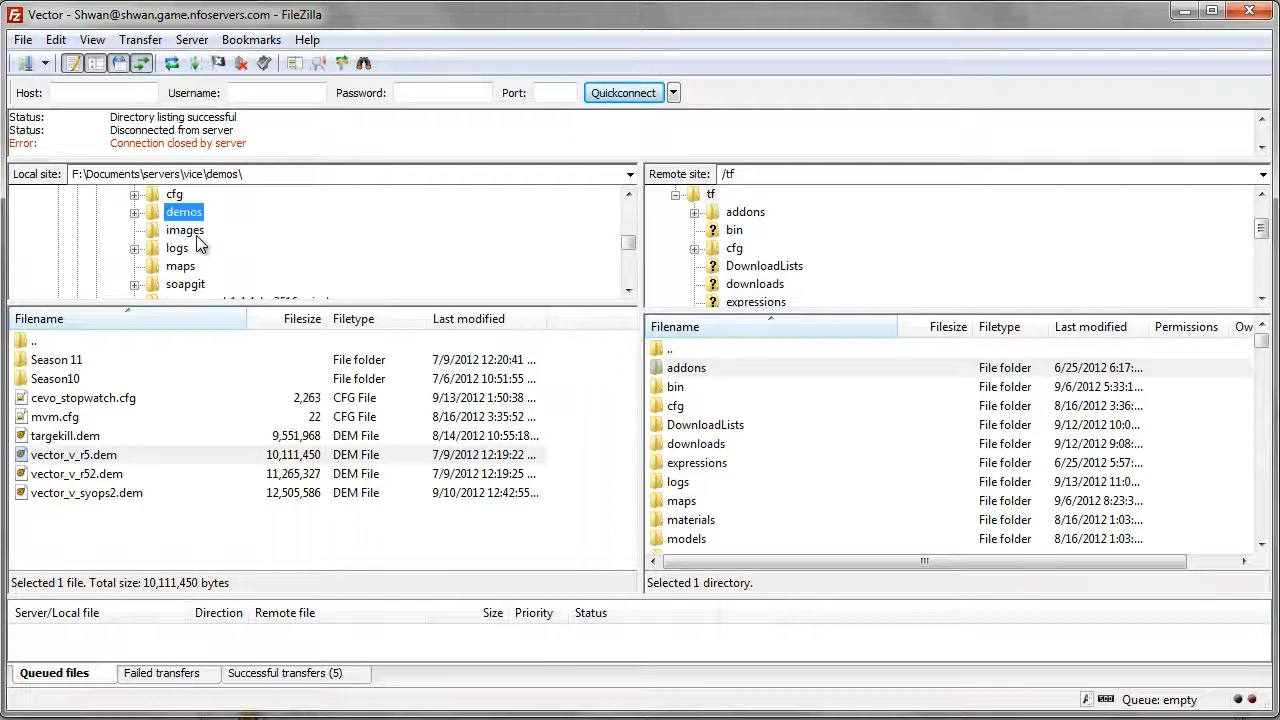 Vector - Shwan@shwan.game.nfoservers.com - FileZilla
File Edit View Transfer Server Bookmarks Help
Host: Username: Password: Port: Quickconnect
Status: Directory listing successful
Status: Disconnected from server
Error: Connection closed by server
Local site: F:\Documents\servers\vice\demos\
cfg
demos
images
logs
maps
soapgit
Remote site: /tf
tf
addons
bin
cfg
DownloadLists
downloads
expressions
Filename Filesize Filetype Last modified
..
Season 11 File folder 7/9/2012 12:20:41 ...
Season10 File folder 7/6/2012 10:51:55 ...
cevo_stopwatch.cfg 2,263 CFG File 9/13/2012 1:50:38 ...
mvm.cfg 22 CFG File 8/16/2012 3:35:52 ...
targekill.dem 9,551,968 DEM File 8/14/2012 10:55:18...
vector_v_r5.dem 10,111,450 DEM File 7/9/2012 12:19:22 ...
vector_v_r52.dem 11,265,327 DEM File 7/9/2012 12:19:25 ...
vector_v_syops2.dem 12,505,586 DEM File 9/10/2012 12:42:55...
Selected 1 file. Total size: 10,111,450 bytes
Filename Filesize Filetype Last modified Permissions Ow
..
addons File folder 6/25/2012 6:17:...
bin File folder 9/6/2012 5:33:1...
cfg File folder 8/16/2012 3:36:...
DownloadLists File folder 9/12/2012 10:0...
downloads File folder 9/12/2012 9:08:...
expressions File folder 6/25/2012 5:57:...
logs File folder 9/13/2012 11:0...
maps File folder 9/6/2012 8:23:3...
materials File folder 8/16/2012 1:03:...
models File folder 8/16/2012 1:03:...
Selected 1 directory.
Server/Local file Direction Remote file Size Priority Status
Queued files Failed transfers Successful transfers (5)
Queue: empty